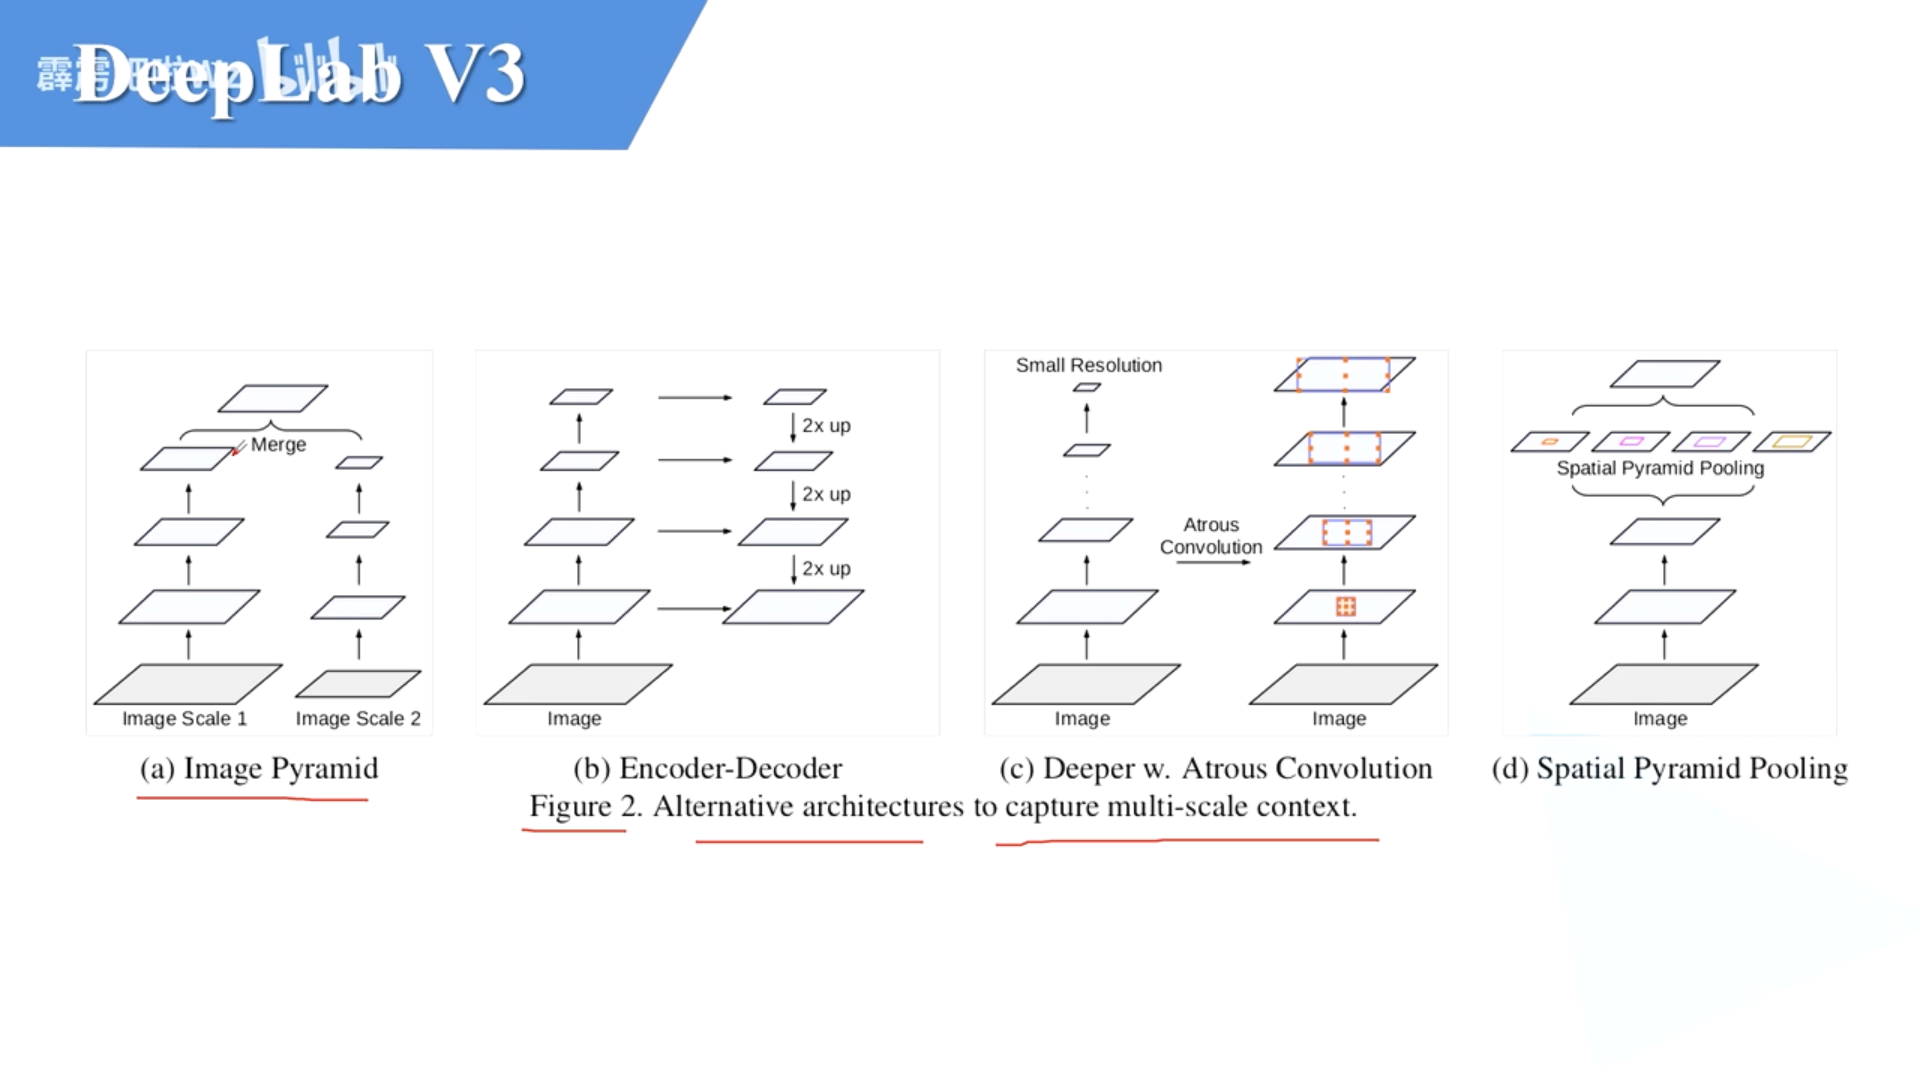 DeepLab V3
Merge
Image Scale 1
Image Scale 2
(a) Image Pyramid
2x up
2x up
2x up
Image
(b) Encoder-Decoder
Small Resolution
Atrous
Convolution
Image
Image
(c) Deeper w. Atrous Convolution
Spatial Pyramid Pooling
Image
(d) Spatial Pyramid Pooling
Figure 2. Alternative architectures to capture multi-scale context.